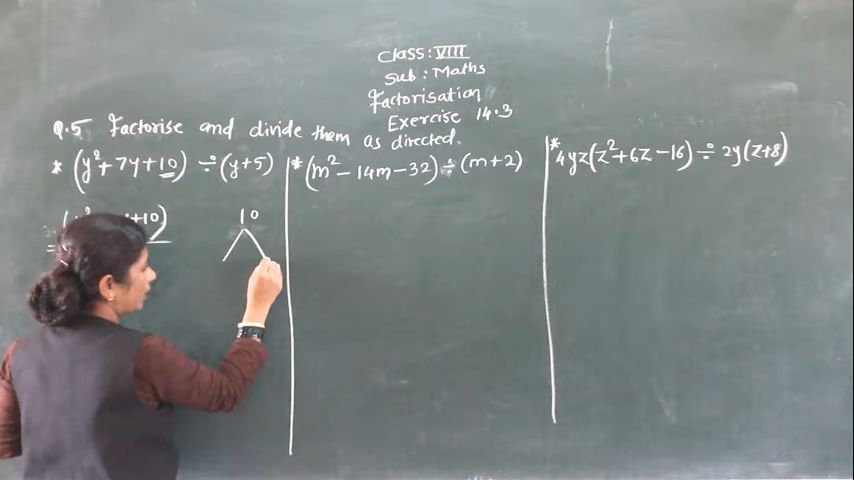 Class: VIII
Sub: Maths
Factorisation
Exercise 14.3
Q.5 Factorise and divide them as directed.
* (y²+7y+10) ÷ (y+5)
* (m²-14m-32) ÷ (m+2)
* 4yz(z²+6z-16) ÷ 2y(z+8)
+10)
=
10